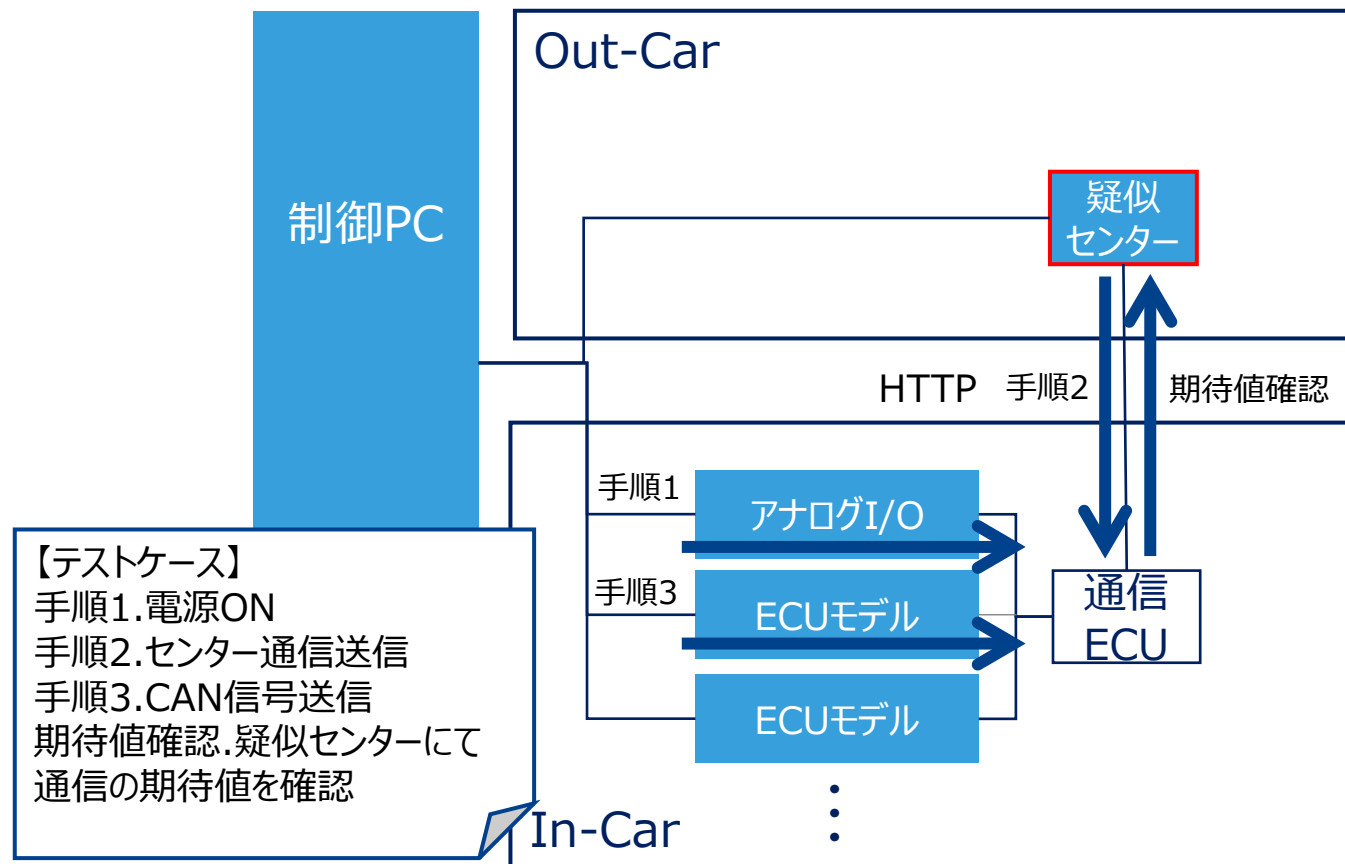 Out-Car
制御PC
疑似
センター
HTTP 手順2 期待値確認
手順1
アナログI/O
手順3
ECUモデル
通信
ECU
ECUモデル
【テストケース】
手順1.電源ON
手順2.センター通信送信
手順3.CAN信号送信
期待値確認.疑似センターにて
通信の期待値を確認
In-Car